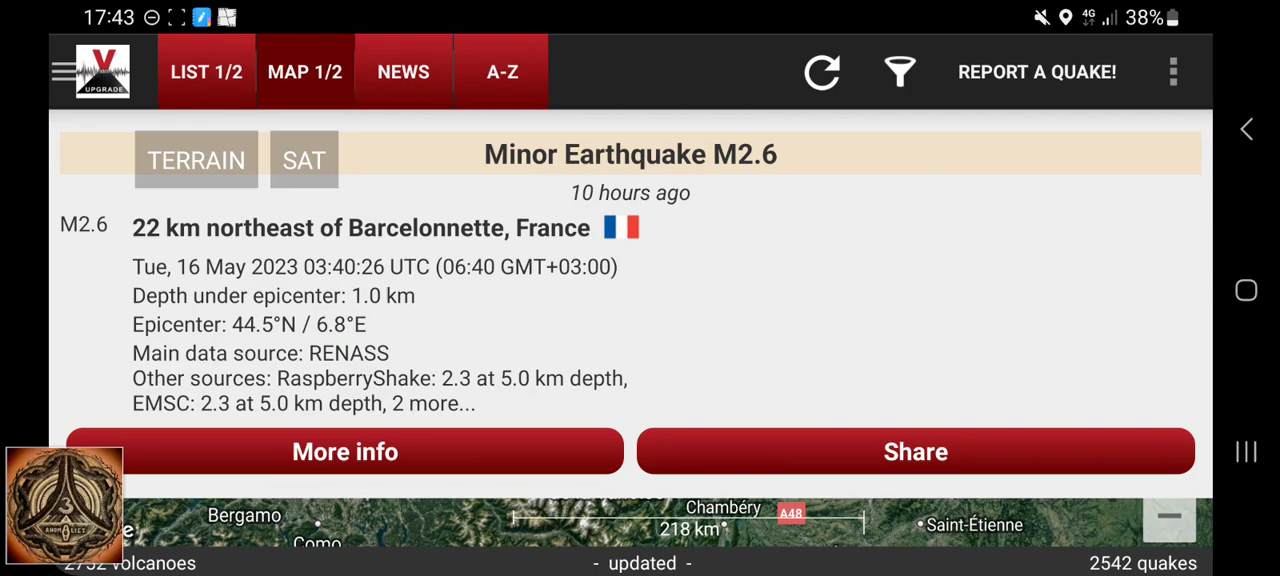 17:43
4G
38%
V
UPGRADE
LIST 1/2
MAP 1/2
NEWS
A-Z
REPORT A QUAKE!
TERRAIN
SAT
Minor Earthquake M2.6
10 hours ago
M2.6
22 km northeast of Barcelonnette, France
Tue, 16 May 2023 03:40:26 UTC (06:40 GMT+03:00)
Depth under epicenter: 1.0 km
Epicenter: 44.5°N / 6.8°E
Main data source: RENASS
Other sources: RaspberryShake: 2.3 at 5.0 km depth,
EMSC: 2.3 at 5.0 km depth, 2 more...
More info
Share
3
ANOMALIES
Bergamo
Como
Chambéry
A48
218 km
Saint-Étienne
volcanoes
- updated -
2542 quakes